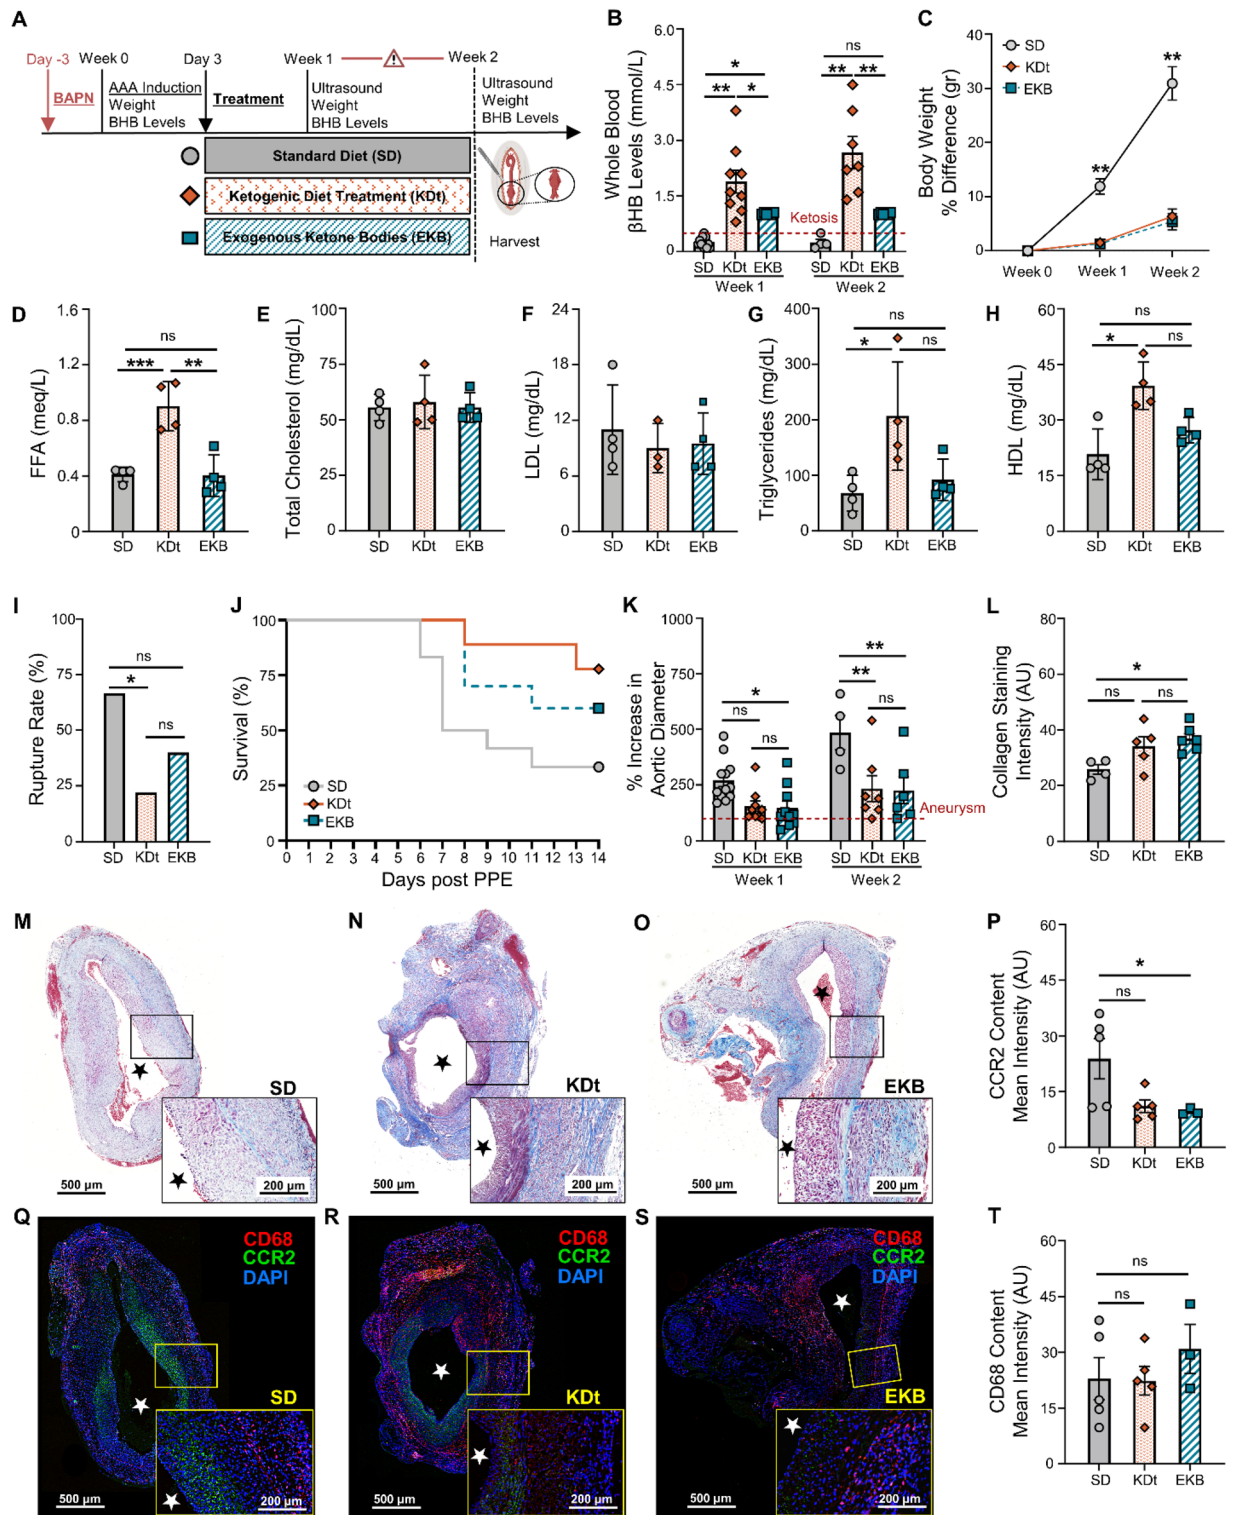 A
Day -3 Week 0 Day 3 Week 1 Week 2
BAPN
AAA Induction
Weight
BHB Levels
Treatment
Ultrasound
Weight
BHB Levels
Ultrasound
Weight
BHB Levels
Standard Diet (SD)
Ketogenic Diet Treatment (KDt)
Exogenous Ketone Bodies (EKB)
Harvest
B
Whole Blood
βHB Levels (mmol/L)
6.0
4.5
3.0
1.5
0
* ** * ns ** **
Ketosis
SD KDt EKB SD KDt EKB
Week 1 Week 2
C
Body Weight
% Difference (gr)
40
30
20
10
0
SD
KDt
EKB
**
**
Week 0 Week 1 Week 2
D
FFA (meq/L)
1.6
1.2
0.8
0.4
0
ns
*** **
SD KDt EKB
E
Total Cholesterol (mg/dL)
100
75
50
25
0
SD KDt EKB
F
LDL (mg/dL)
24
18
12
6
0
SD KDt EKB
G
Triglycerides (mg/dL)
400
300
200
100
0
ns
* ns
SD KDt EKB
H
HDL (mg/dL)
60
45
30
15
0
ns
* ns
SD KDt EKB
I
Rupture Rate (%)
100
75
50
25
0
ns
*
ns
SD KDt EKB
J
Survival (%)
100
75
50
25
0
SD
KDt
EKB
0 1 2 3 4 5 6 7 8 9 10 11 12 13 14
Days post PPE
K
% Increase in
Aortic Diameter
1000
750
500
250
0
*
ns
ns
**
**
ns
Aneurysm
SD KDt EKB SD KDt EKB
Week 1 Week 2
L
Collagen Staining
Intensity (AU)
80
60
40
20
0
*
ns ns
SD KDt EKB
M
SD
500 µm
200 µm
N
KDt
500 µm
200 µm
O
EKB
500 µm
200 µm
P
CCR2 Content
Mean Intensity (AU)
60
45
30
15
0
*
ns
SD KDt EKB
Q
CD68
CCR2
DAPI
SD
500 µm
200 µm
R
CD68
CCR2
DAPI
KDt
500 µm
200 µm
S
CD68
CCR2
DAPI
EKB
500 µm
200 µm
T
CD68 Content
Mean Intensity (AU)
60
45
30
15
0
ns
ns
SD KDt EKB